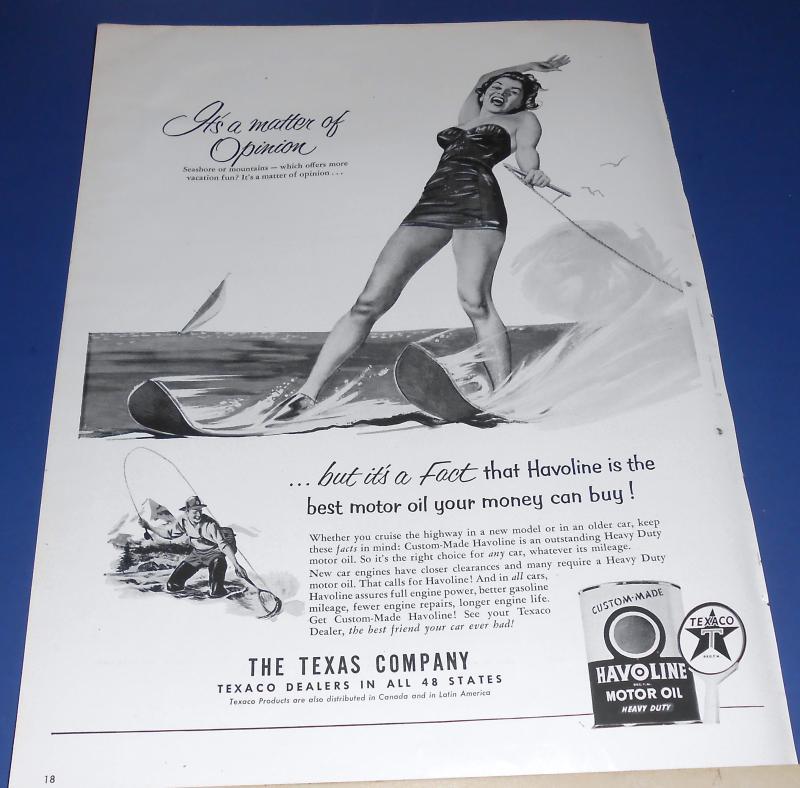 It's a matter of
Opinion
Seashore or mountains — which offers more
vacation fun? It's a matter of opinion...
...but it's a Fact that Havoline is the
best motor oil your money can buy!
Whether you cruise the highway in a new model or in an older car, keep
these facts in mind: Custom-Made Havoline is an outstanding Heavy Duty
motor oil. So it's the right choice for any car, whatever its mileage.
New car engines have closer clearances and many require a Heavy Duty
motor oil. That calls for Havoline! And in all cars,
Havoline assures full engine power, better gasoline
mileage, fewer engine repairs, longer engine life.
Get Custom-Made Havoline! See your Texaco
Dealer, the best friend your car ever had!
CUSTOM-MADE
HAVOLINE
REG. T. M.
MOTOR OIL
HEAVY DUTY
TEXACO
T
REG. T. M.
THE TEXAS COMPANY
TEXACO DEALERS IN ALL 48 STATES
Texaco Products are also distributed in Canada and in Latin America
18